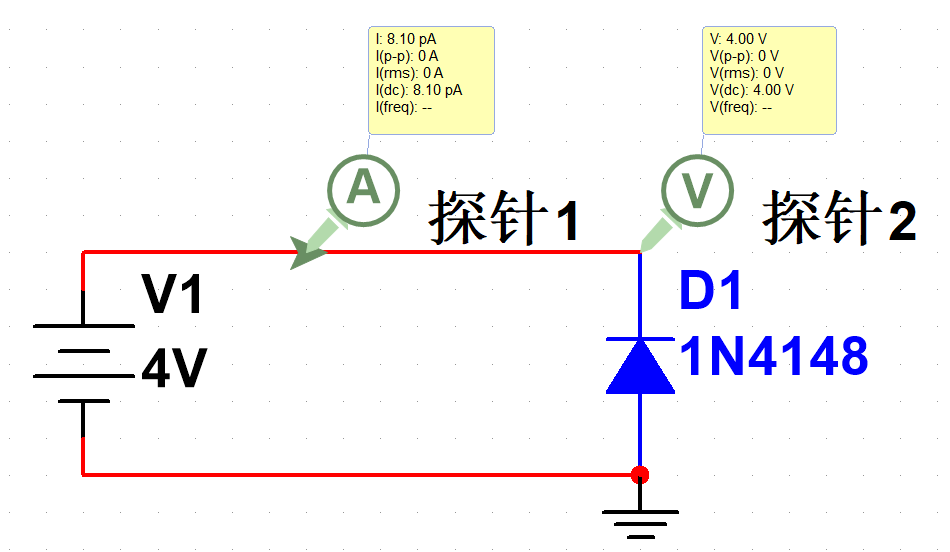 I: 8.10 pA
I(p-p): 0 A
I(rms): 0 A
I(dc): 8.10 pA
I(freq): --
V: 4.00 V
V(p-p): 0 V
V(rms): 0 V
V(dc): 4.00 V
V(freq): --
A
V
探针1
探针2
V1
4V
D1
1N4148